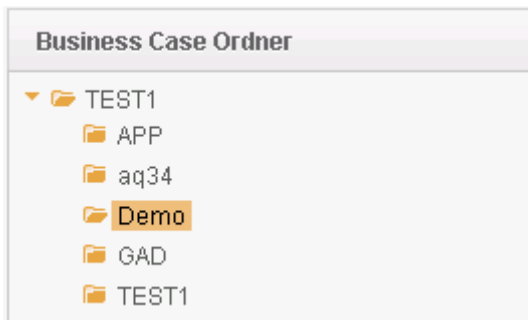 Business Case Ordner
TEST1
APP
aq34
Demo
GAD
TEST1